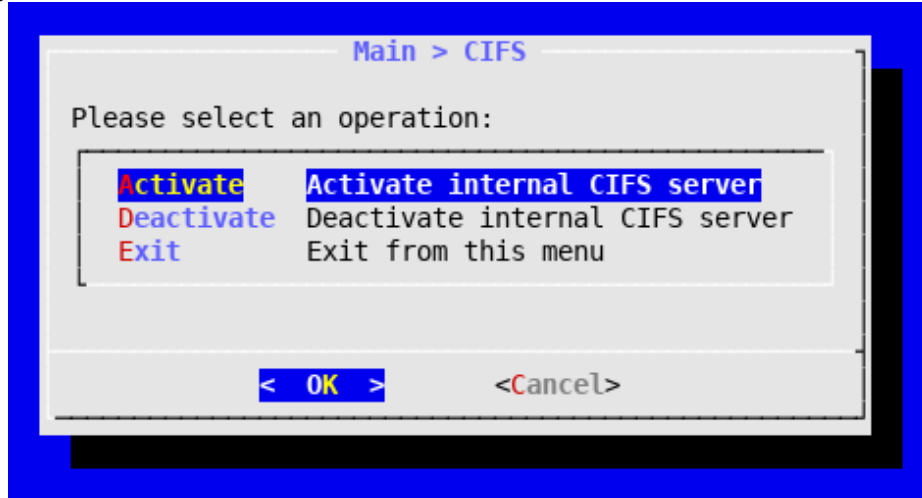 Main > CIFS
Please select an operation:
Activate Activate internal CIFS server
Deactivate Deactivate internal CIFS server
Exit Exit from this menu
< OK > <Cancel>